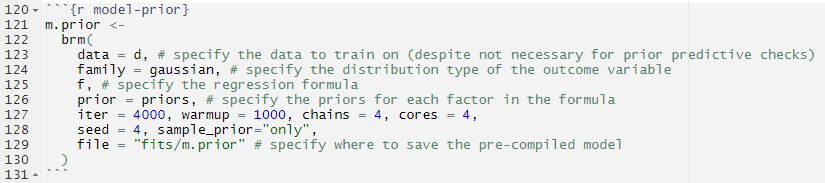 120 ```{r model-prior}
121 m.prior <-
122   brm(
123     data = d, # specify the data to train on (despite not necessary for prior predictive checks)
124     family = gaussian, # specify the distribution type of the outcome variable
125     f, # specify the regression formula
126     prior = priors, # specify the priors for each factor in the formula
127     iter = 4000, warmup = 1000, chains = 4, cores = 4,
128     seed = 4, sample_prior="only",
129     file = "fits/m.prior" # specify where to save the pre-compiled model
130   )
131 ```